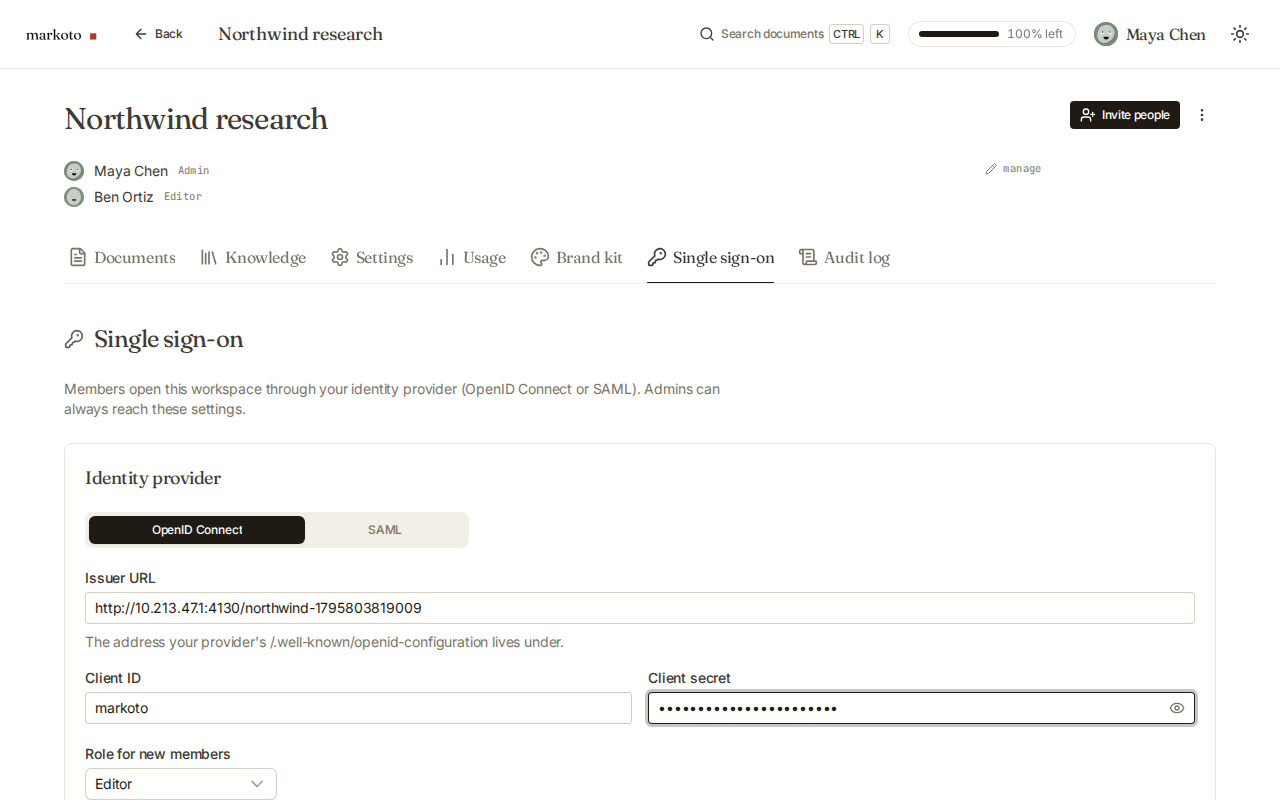 markoto
Back
Northwind research
Search documents CTRL K
100% left
Maya Chen
Northwind research
Invite people
Maya Chen Admin
manage
Ben Ortiz Editor
Documents
Knowledge
Settings
Usage
Brand kit
Single sign-on
Audit log
Single sign-on
Members open this workspace through your identity provider (OpenID Connect or SAML). Admins can
always reach these settings.
Identity provider
OpenID Connect
SAML
Issuer URL
http://10.213.47.1:4130/northwind-1795803819009
The address your provider's /.well-known/openid-configuration lives under.
Client ID
Client secret
markoto
•••••••••••••••••••••••
Role for new members
Editor